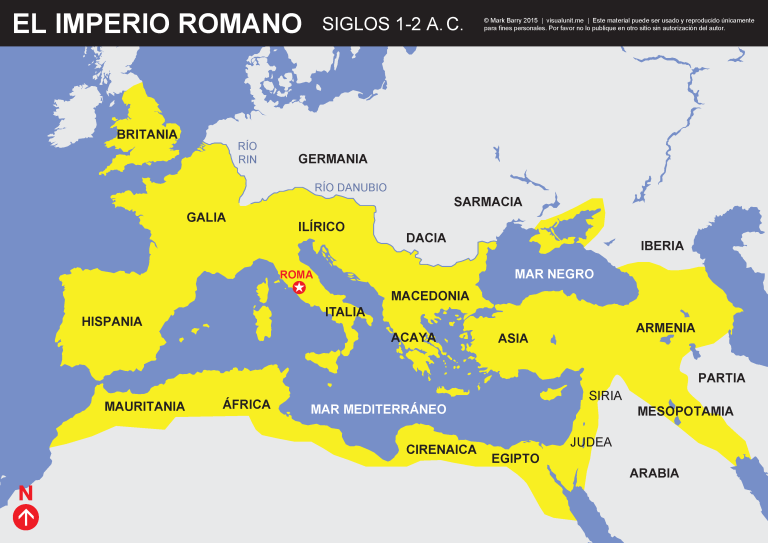 EL IMPERIO ROMANO SIGLOS 1-2 A. C.
© Mark Barry 2015 | visualunit.me | Este material puede ser usado y reproducido únicamente
para fines personales. Por favor no lo publique en otro sitio sin autorización del autor.
BRITANIA
RÍO
RIN
GERMANIA
RÍO DANUBIO
SARMACIA
GALIA
ILÍRICO
DACIA
IBERIA
ROMA
MAR NEGRO
MACEDONIA
HISPANIA
ITALIA
ARMENIA
ACAYA
ASIA
PARTIA
SIRIA
MAURITANIA
ÁFRICA
MAR MEDITERRÁNEO
MESOPOTAMIA
JUDEA
CIRENAICA
EGIPTO
ARABIA
N